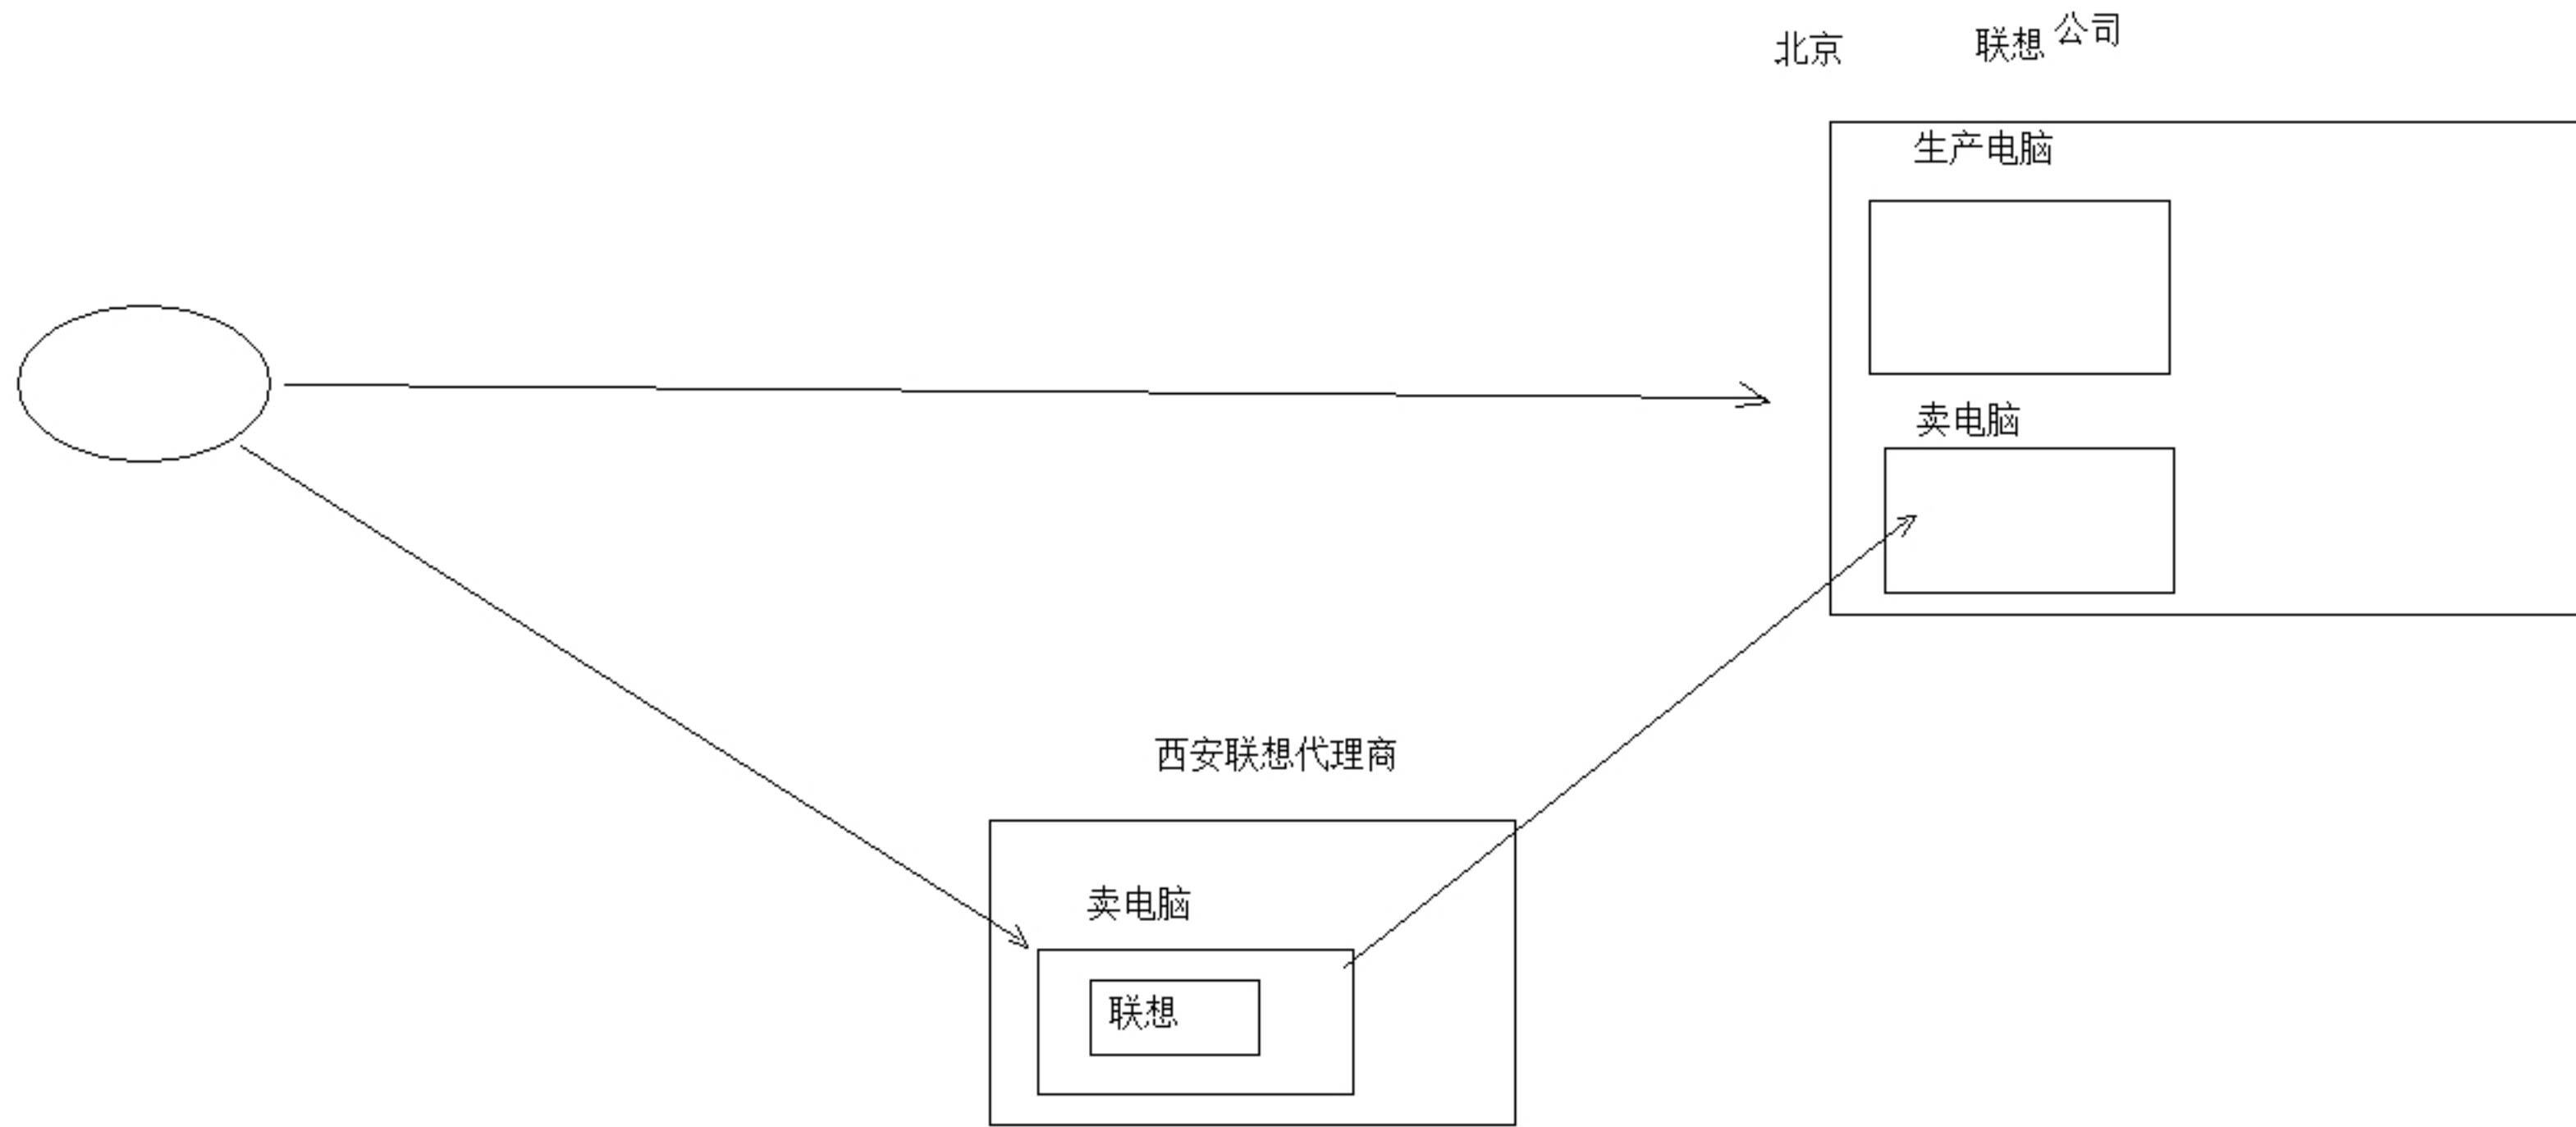 北京 联想 公司
生产电脑
卖电脑
西安联想代理商
卖电脑
联想